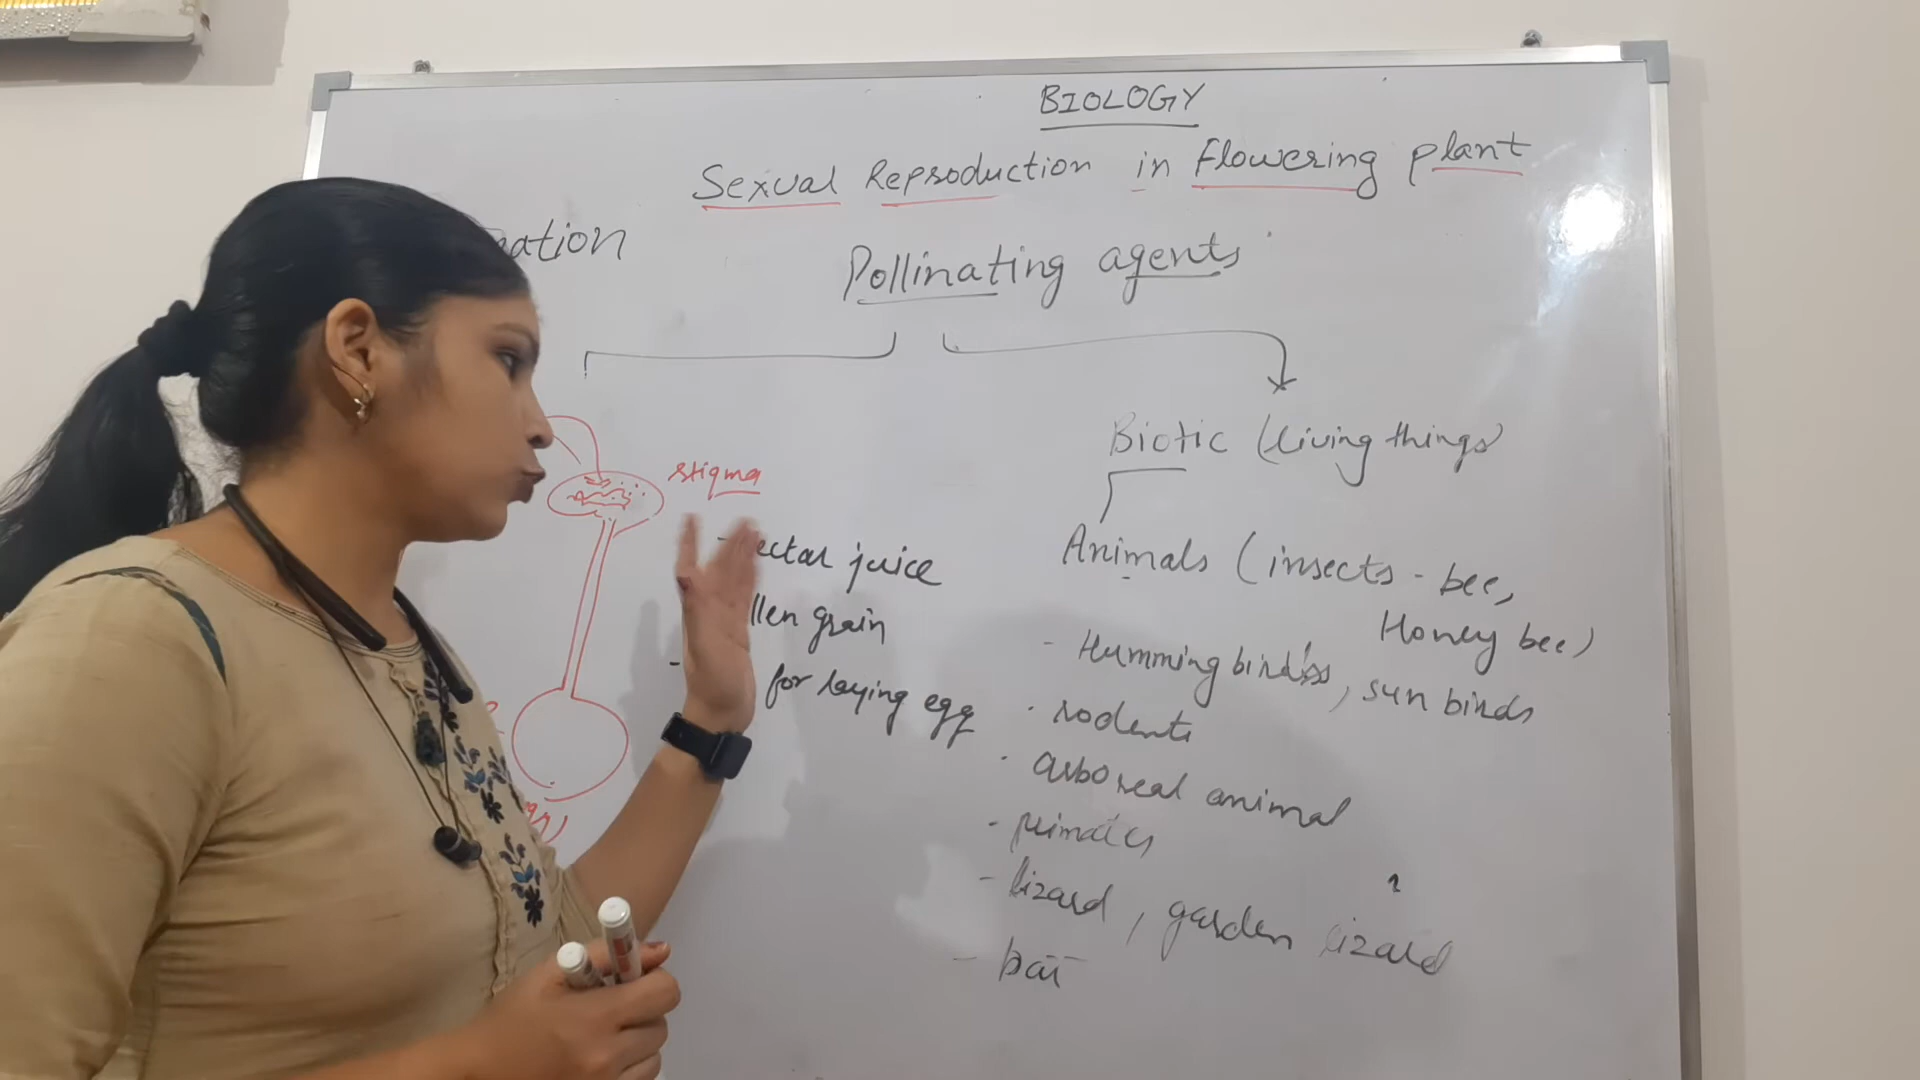 BIOLOGY
Sexual Reproduction in Flowering plant
ation
Pollinating agents
Biotic (living things)
stigma
ectar juice
llen grain
- for laying egg
Animals (insects - bee,
Honey bee)
- Humming birds, sun birds
· rodents
· arboreal animal
- primates
- lizard, garden lizard
- bat